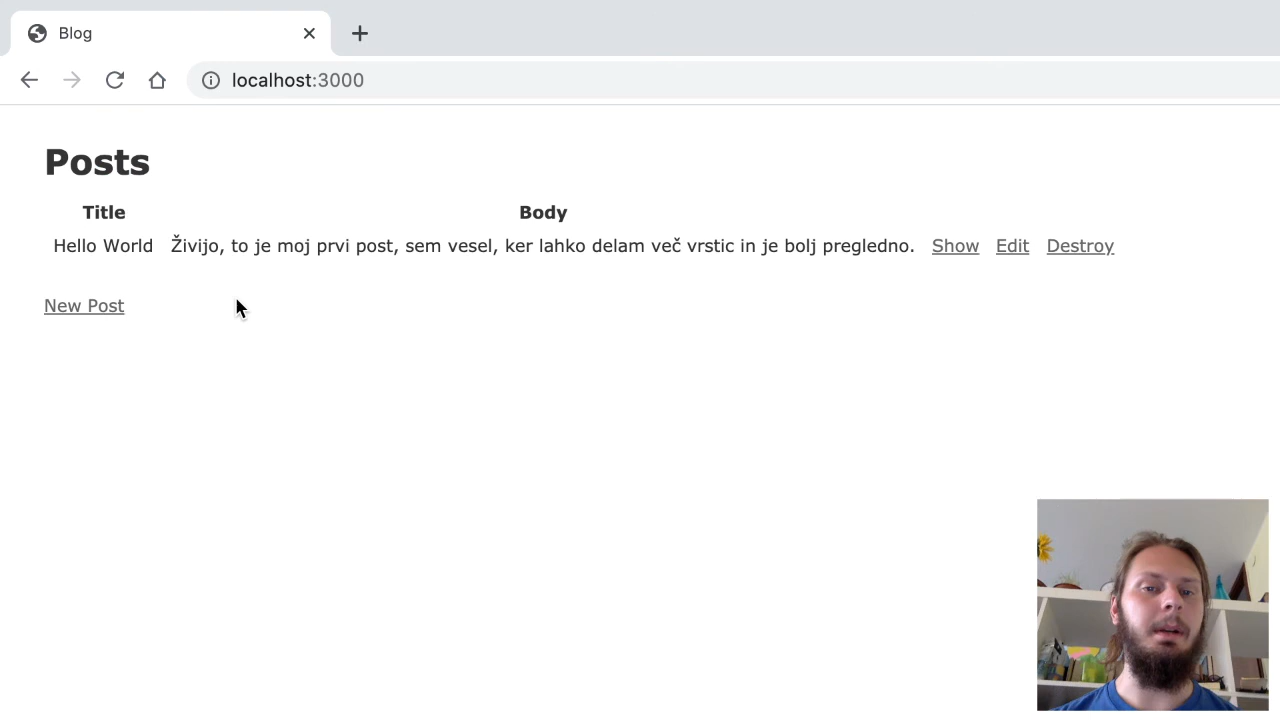 Blog
localhost:3000
Posts
Title Body
Hello World Živijo, to je moj prvi post, sem vesel, ker lahko delam več vrstic in je bolj pregledno. Show Edit Destroy
New Post